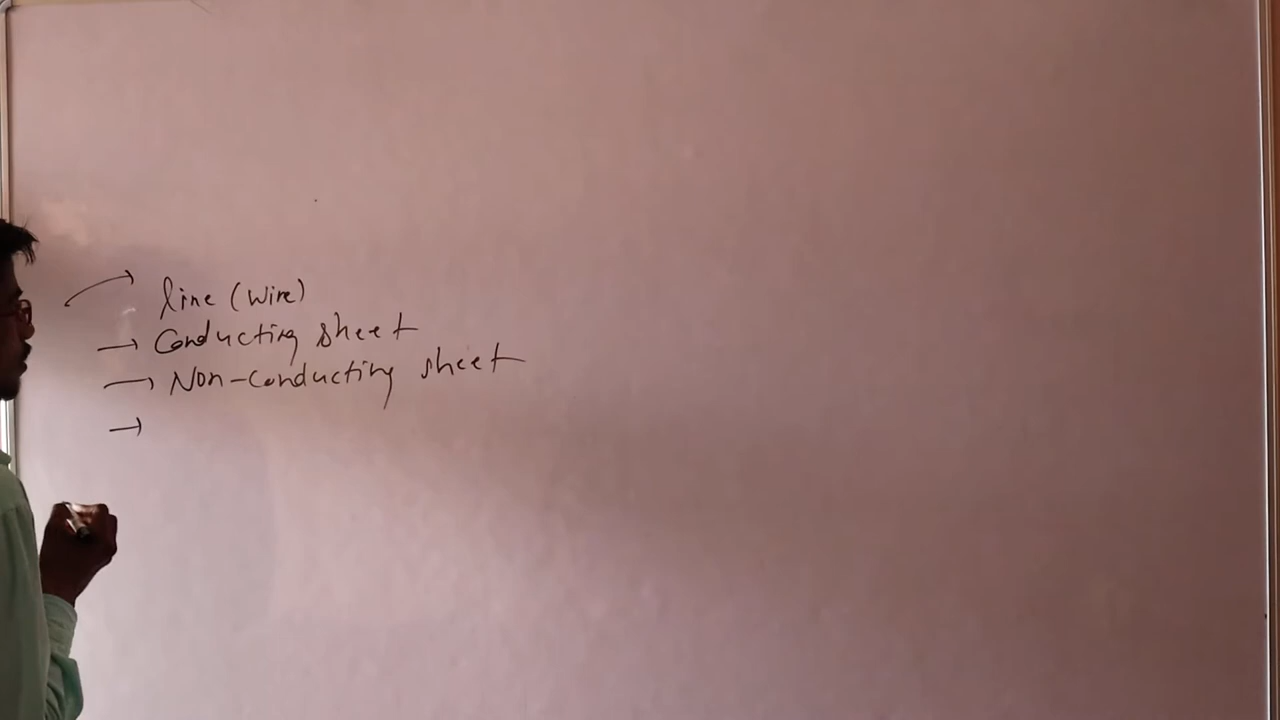 → line (wire)
→ Conducting sheet
→ Non-conducting sheet
→